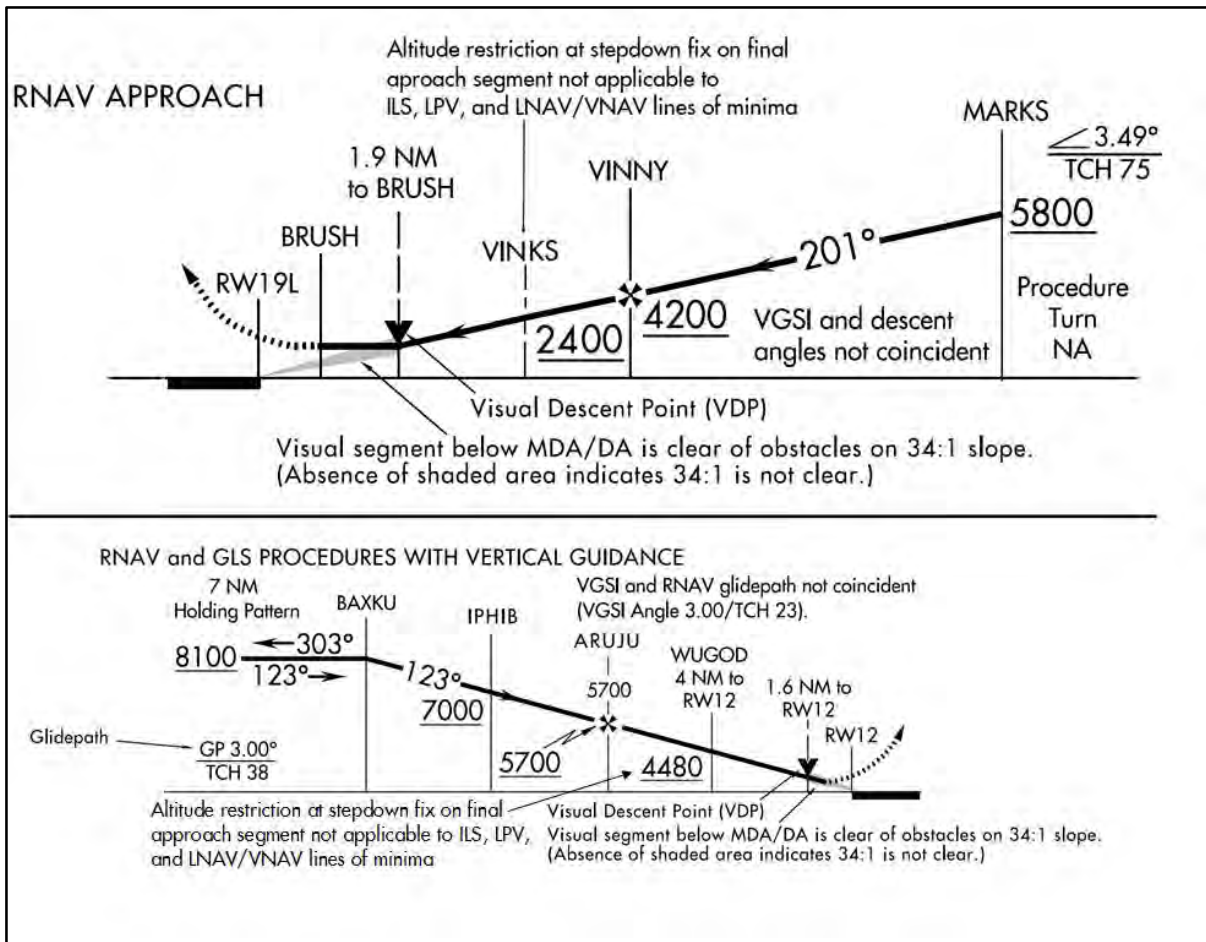 RNAV APPROACH
Altitude restriction at stepdown fix on final
aproach segment not applicable to
ILS, LPV, and LNAV/VNAV lines of minima
MARKS
3.49°
TCH 75
1.9 NM
to BRUSH
VINNY
5800
BRUSH
VINKS
201°
RW19L
Procedure
Turn
NA
2400
4200
VGSI and descent
angles not coincident
Visual Descent Point (VDP)
Visual segment below MDA/DA is clear of obstacles on 34:1 slope.
(Absence of shaded area indicates 34:1 is not clear.)
RNAV and GLS PROCEDURES WITH VERTICAL GUIDANCE
7 NM
Holding Pattern
BAXKU
IPHIB
VGSI and RNAV glidepath not coincident
(VGSI Angle 3.00/TCH 23).
ARUJU
WUGOD
4 NM to
RW12
1.6 NM to
RW12
RW12
8100
303°
123°
123°
7000
5700
5700
4480
Glidepath
GP 3.00°
TCH 38
Altitude restriction at stepdown fix on final
approach segment not applicable to ILS, LPV,
and LNAV/VNAV lines of minima
Visual Descent Point (VDP)
Visual segment below MDA/DA is clear of obstacles on 34:1 slope.
(Absence of shaded area indicates 34:1 is not clear.)